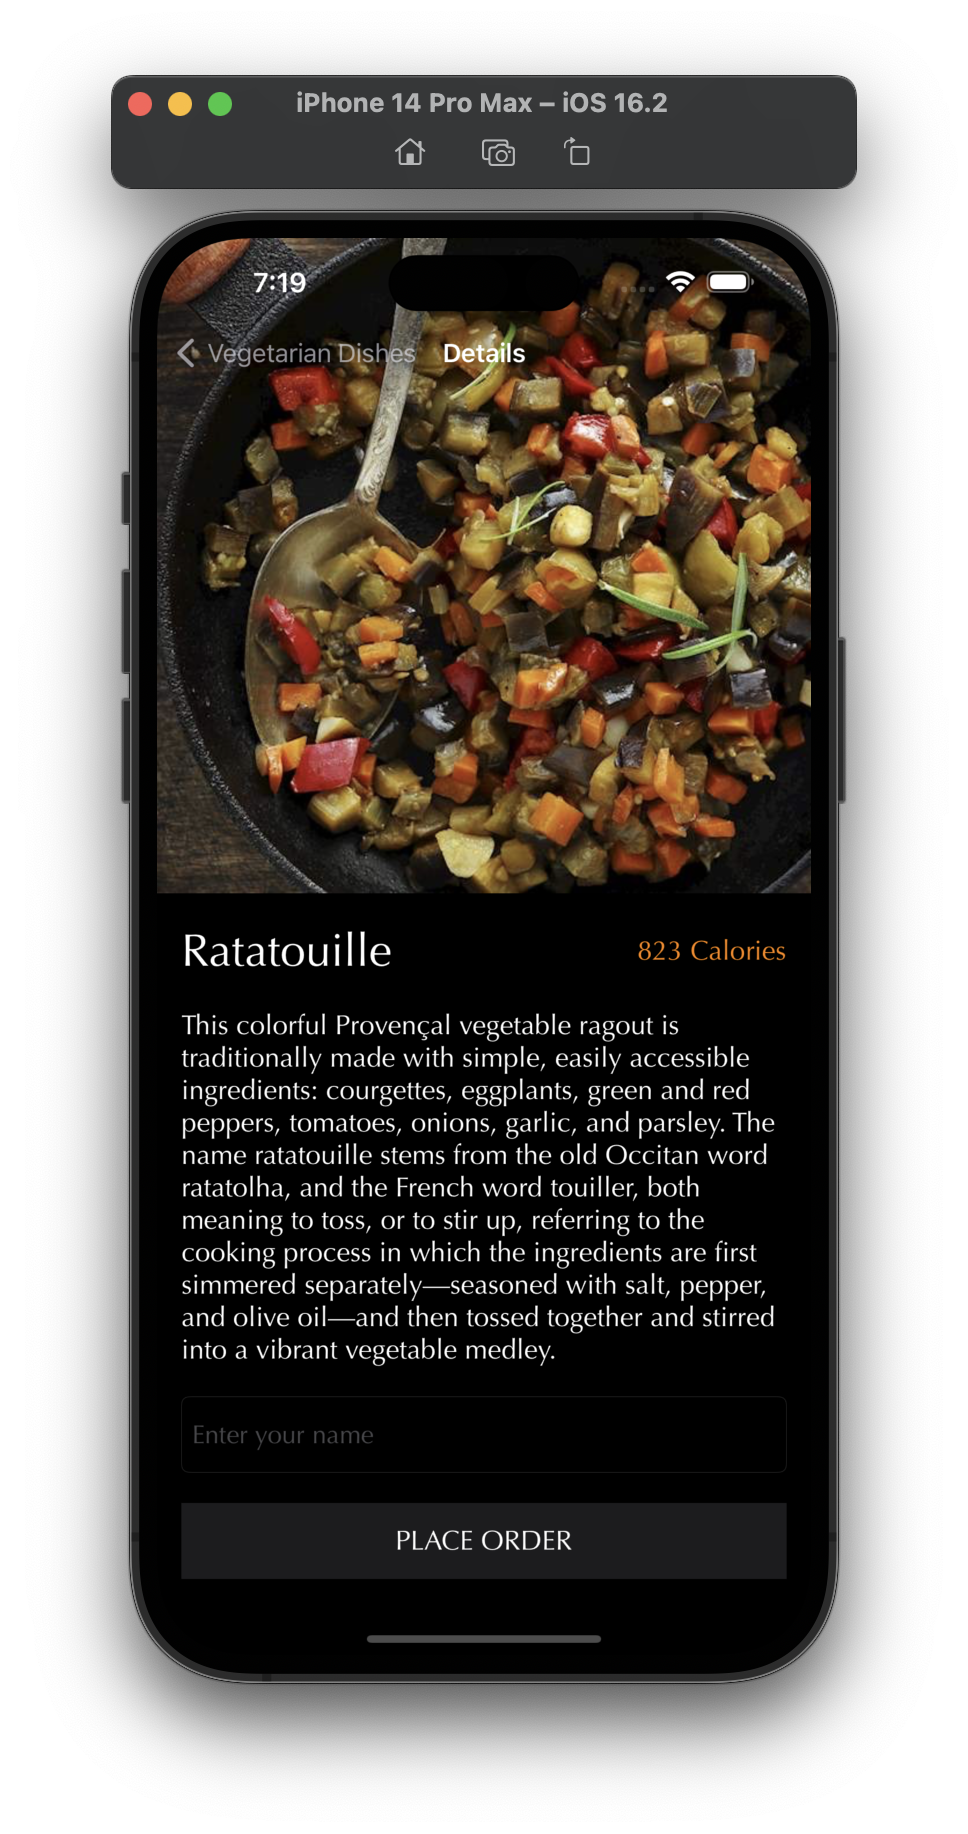 iPhone 14 Pro Max – iOS 16.2
7:19
Vegetarian Dishes Details
Ratatouille
823 Calories
This colorful Provençal vegetable ragout is
traditionally made with simple, easily accessible
ingredients: courgettes, eggplants, green and red
peppers, tomatoes, onions, garlic, and parsley. The
name ratatouille stems from the old Occitan word
ratatolha, and the French word touiller, both
meaning to toss, or to stir up, referring to the
cooking process in which the ingredients are first
simmered separately—seasoned with salt, pepper,
and olive oil—and then tossed together and stirred
into a vibrant vegetable medley.
Enter your name
PLACE ORDER